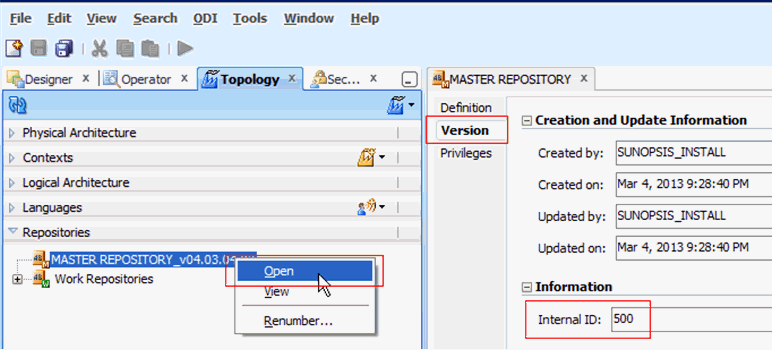 File Edit View Search ODI Tools Window Help
Designer x Operator x Topology x Sec... x
Physical Architecture
Contexts
Logical Architecture
Languages
Repositories
MASTER REPOSITORY_v04.03.
Work Repositories
Open
View
Renumber...
MASTER REPOSITORY x
Definition
Version
Privileges
Creation and Update Information
Created by: SUNOPSIS_INSTALL
Created on: Mar 4, 2013 9:28:40 PM
Updated by: SUNOPSIS_INSTALL
Updated on: Mar 4, 2013 9:28:40 PM
Information
Internal ID: 500